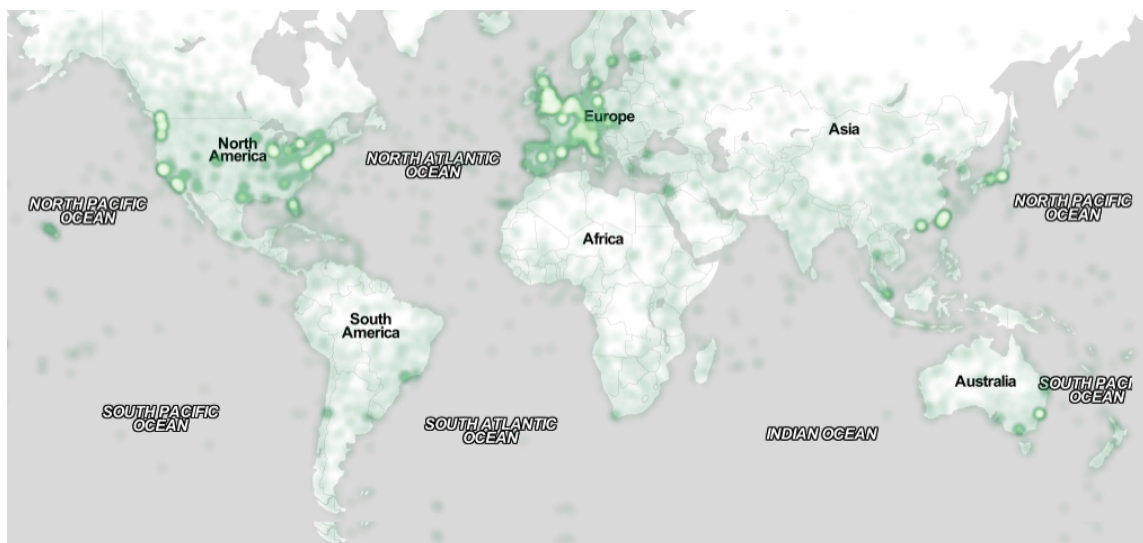 Europe
Asia
North
America
NORTH ATLANTIC
OCEAN
NORTH PACIFIC
OCEAN
NORTH PACIFIC
OCEAN
Africa
South
America
Australia
SOUTH PACI
OCEAN
SOUTH PACIFIC
OCEAN
SOUTH ATLANTIC
OCEAN
INDIAN OCEAN